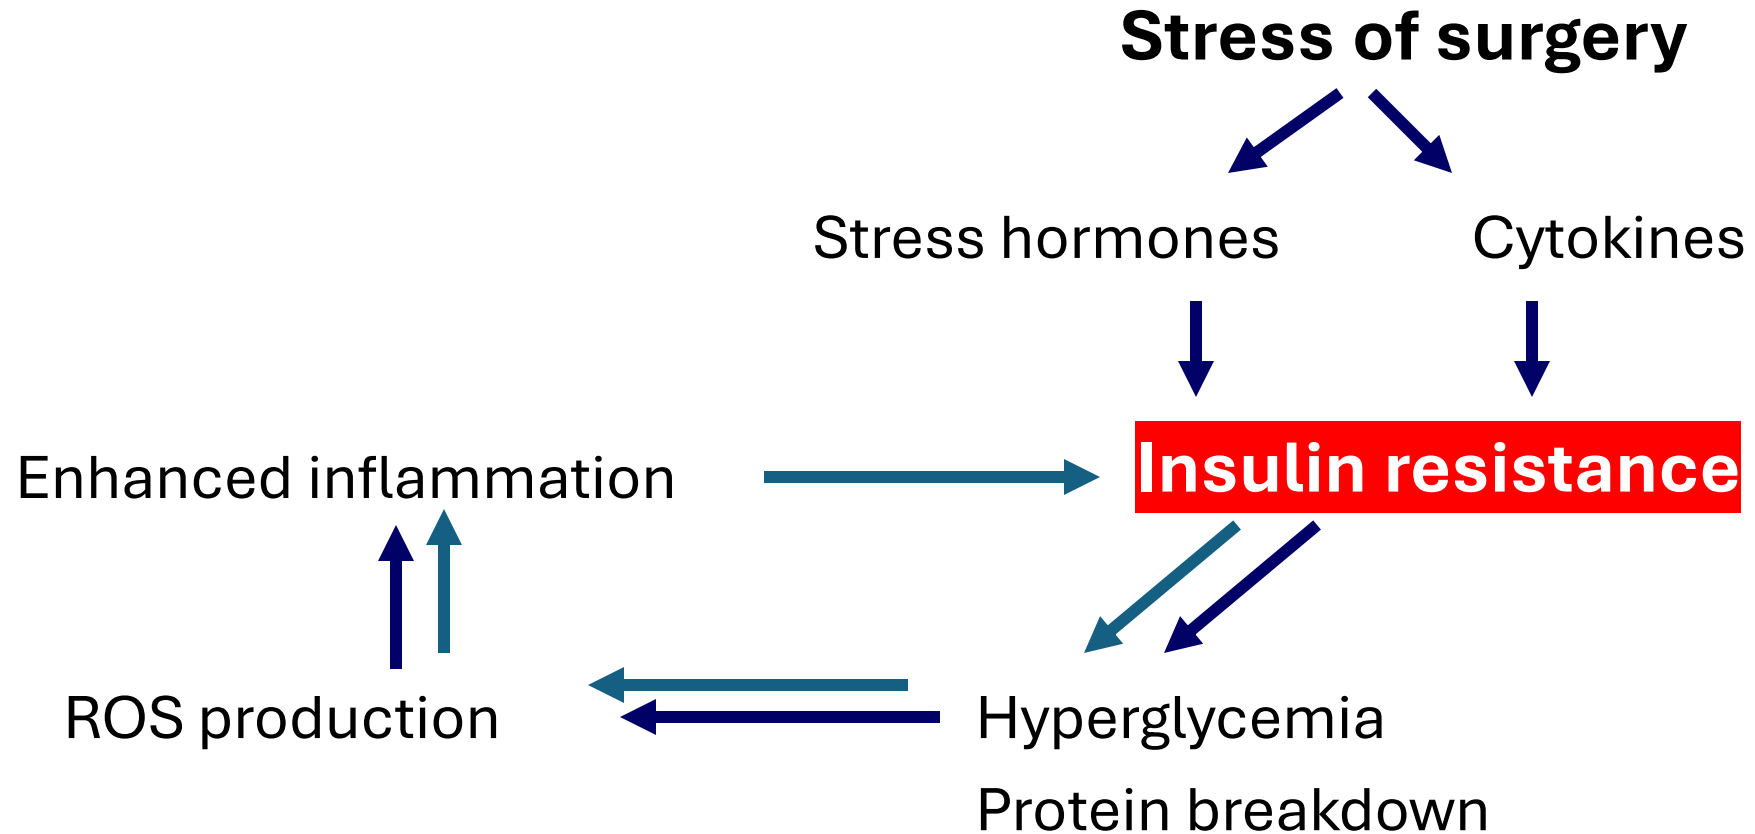 Stress of surgery
Stress hormones
Cytokines
Enhanced inflammation
Insulin resistance
ROS production
Hyperglycemia
Protein breakdown